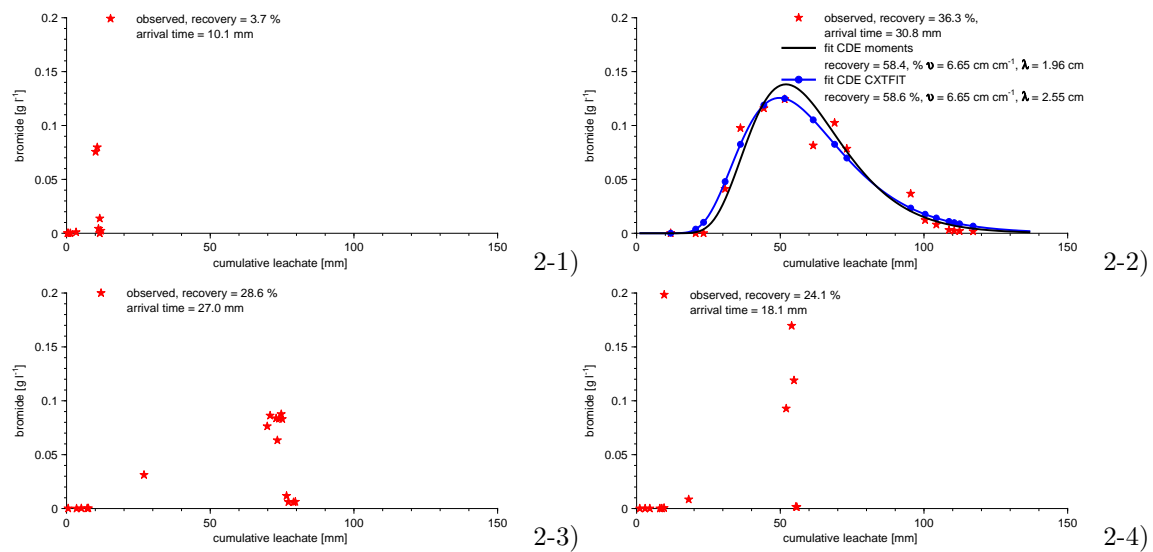 0.2
0.15
0.1
0.05
0
0 50 100 150
bromide [g l⁻¹]
cumulative leachate [mm]
observed, recovery = 3.7 %
arrival time = 10.1 mm
2-1)
0.2
0.15
0.1
0.05
0
0 50 100 150
bromide [g l⁻¹]
cumulative leachate [mm]
observed, recovery = 36.3 %,
arrival time = 30.8 mm
fit CDE moments
recovery = 58.4, % υ = 6.65 cm cm⁻¹, λ = 1.96 cm
fit CDE CXTFIT
recovery = 58.6 %, υ = 6.65 cm cm⁻¹, λ = 2.55 cm
2-2)
0.2
0.15
0.1
0.05
0
0 50 100 150
bromide [g l⁻¹]
cumulative leachate [mm]
observed, recovery = 28.6 %
arrival time = 27.0 mm
2-3)
0.2
0.15
0.1
0.05
0
0 50 100 150
bromide [g l⁻¹]
cumulative leachate [mm]
observed, recovery = 24.1 %
arrival time = 18.1 mm
2-4)